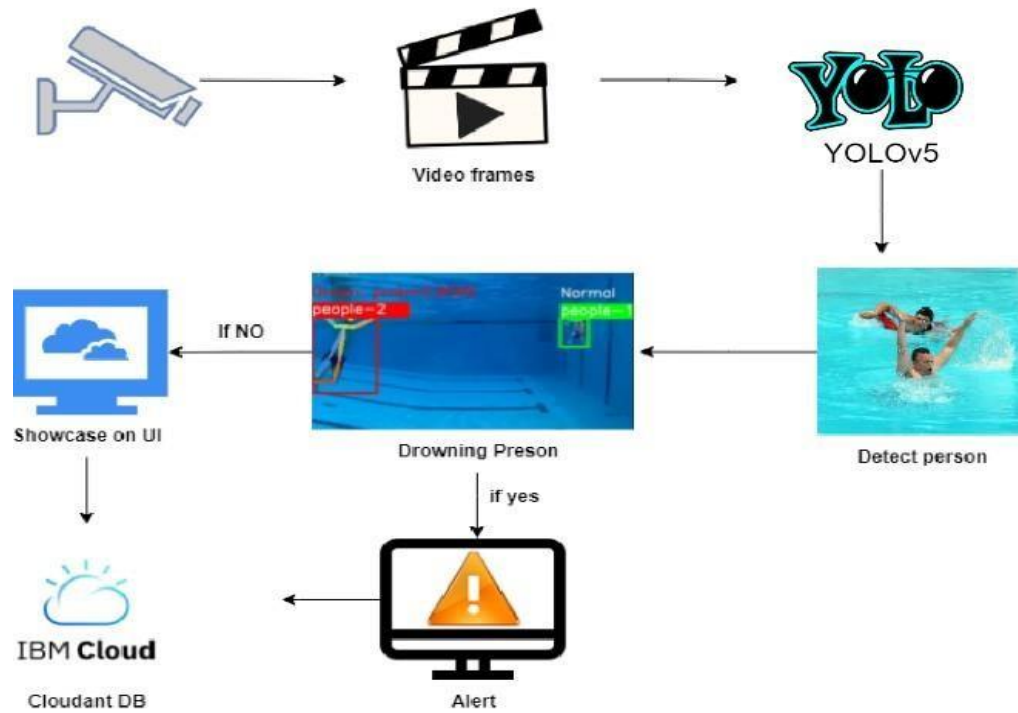 YOLO
YOLOv5
Video frames
Normal
people-2
people-1
If NO
Showcase on UI
Drowning Preson
Detect person
if yes
IBM Cloud
Cloudant DB
Alert